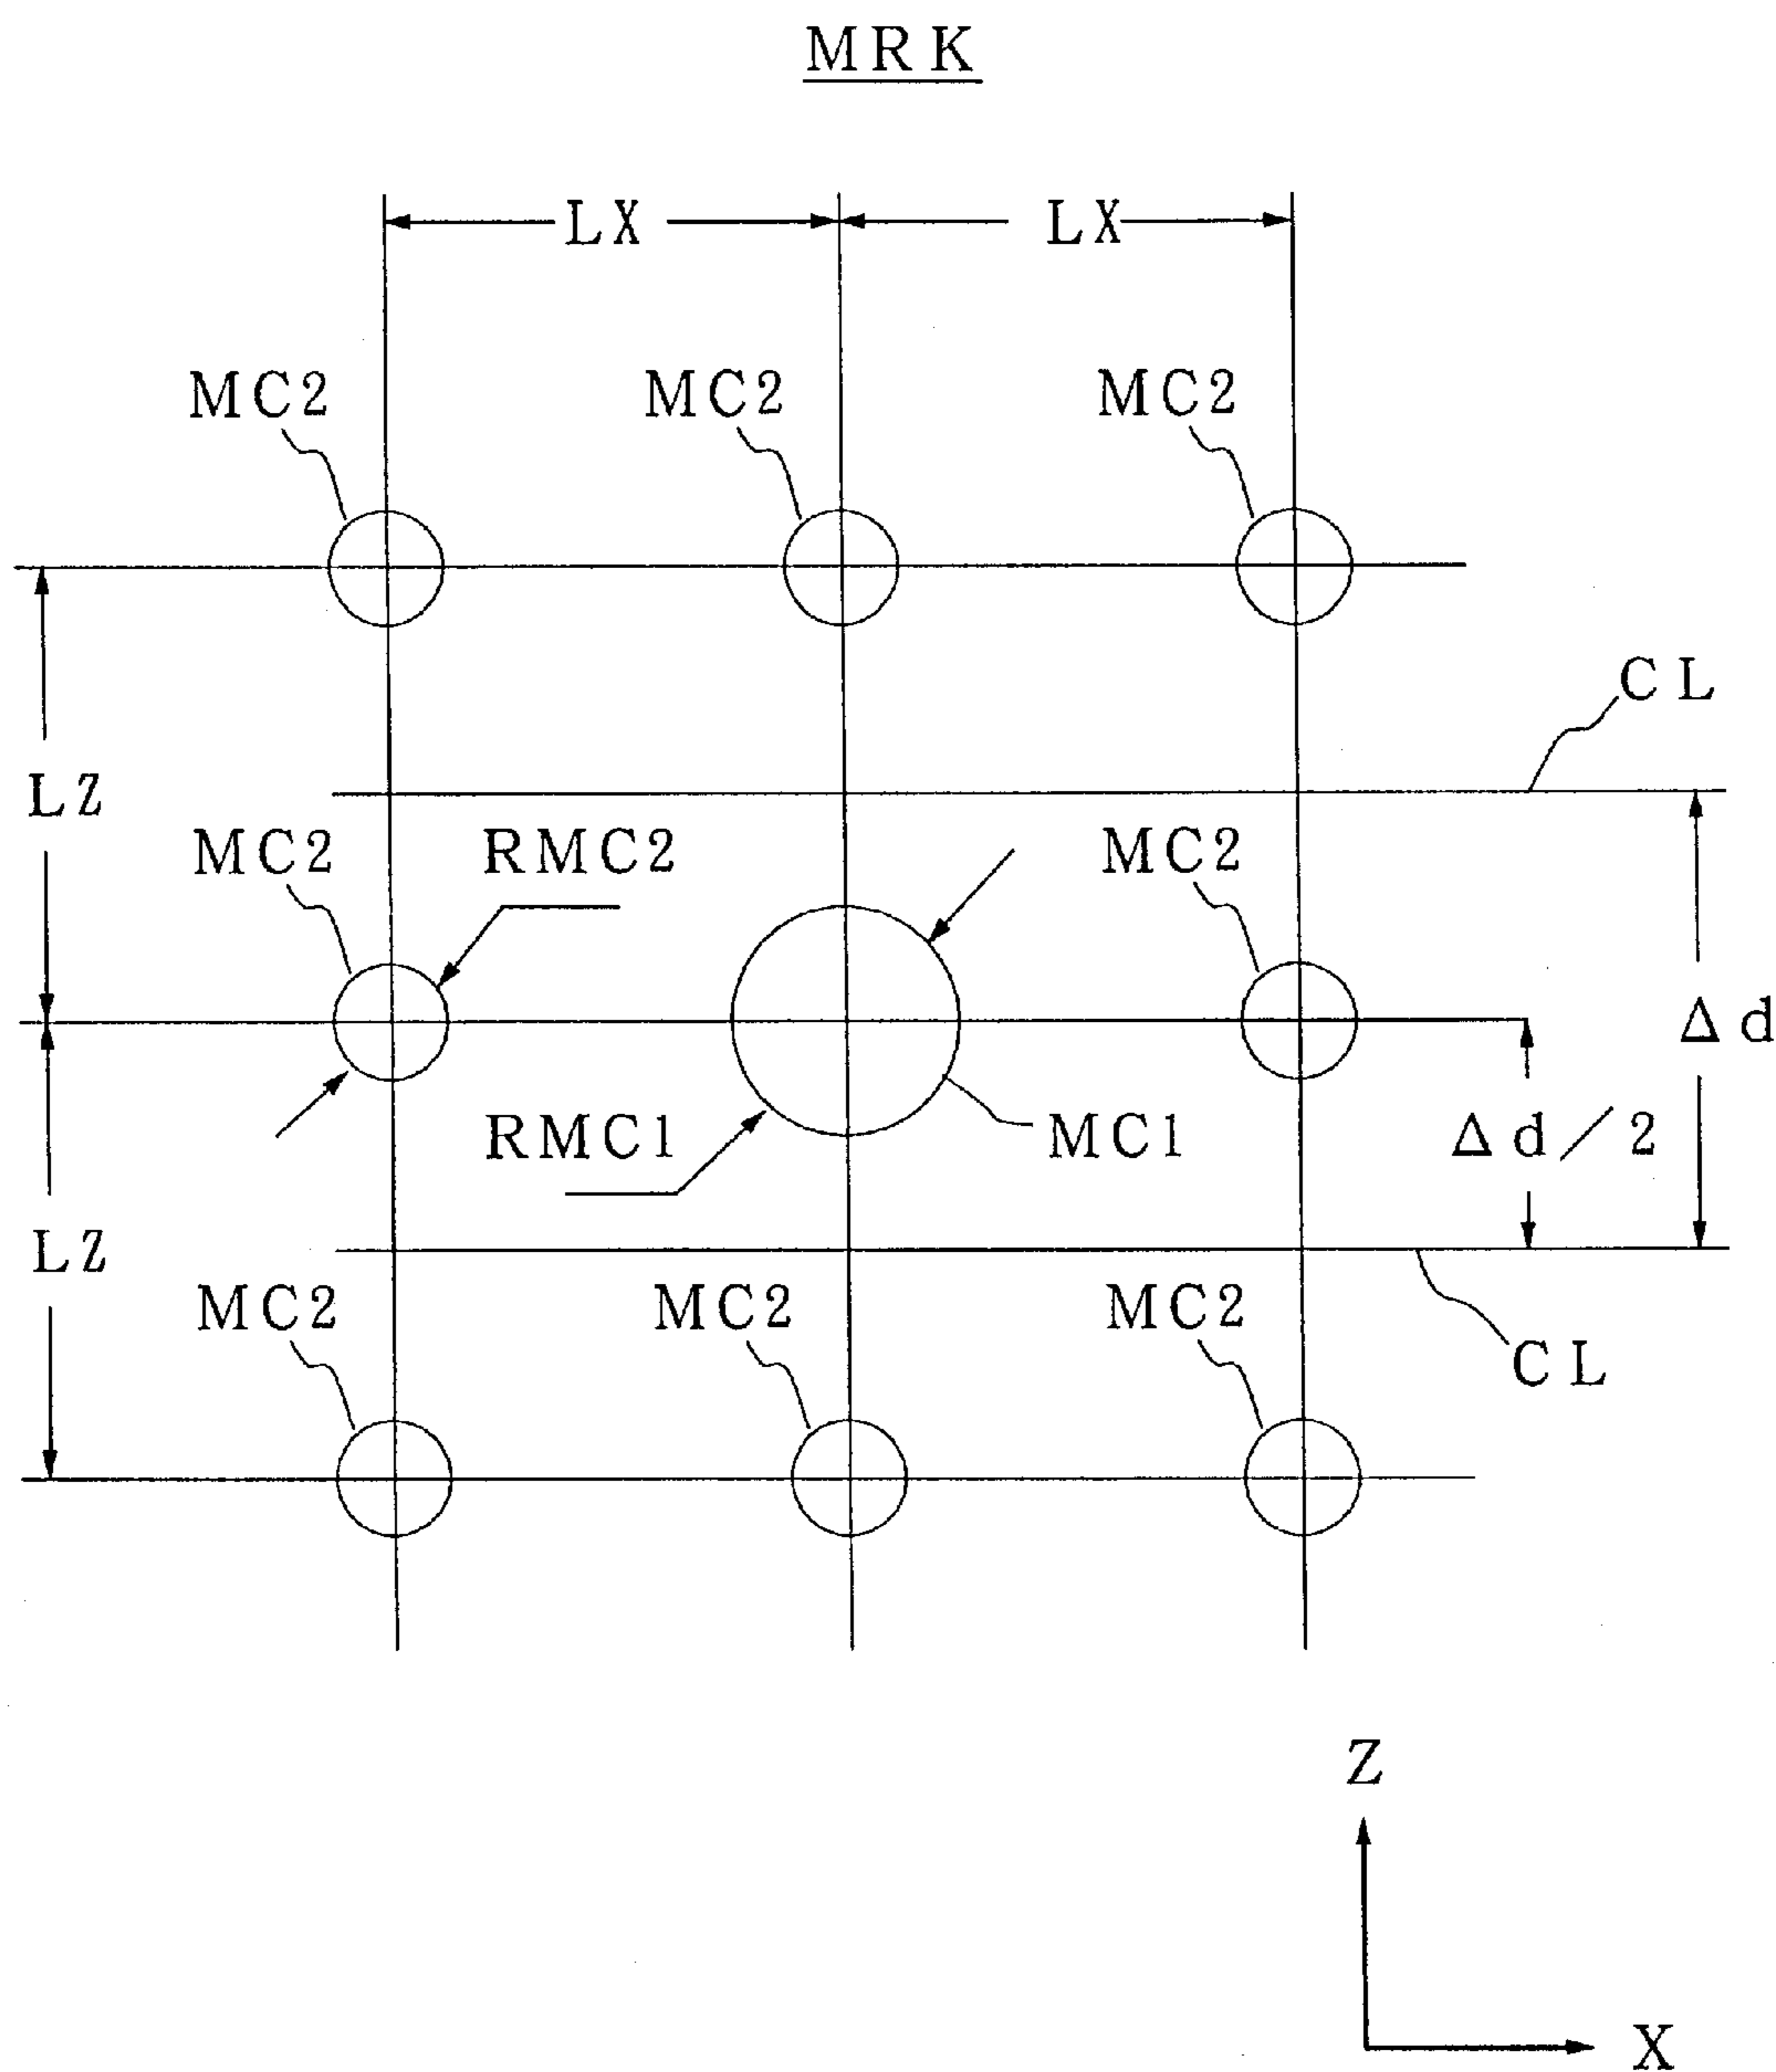 MRK
LX LX
MC2 MC2 MC2
CL
LZ
MC2 RMC2 MC2
Δd
RMC1 MC1 Δd/2
LZ
MC2 MC2 MC2
CL
Z
X